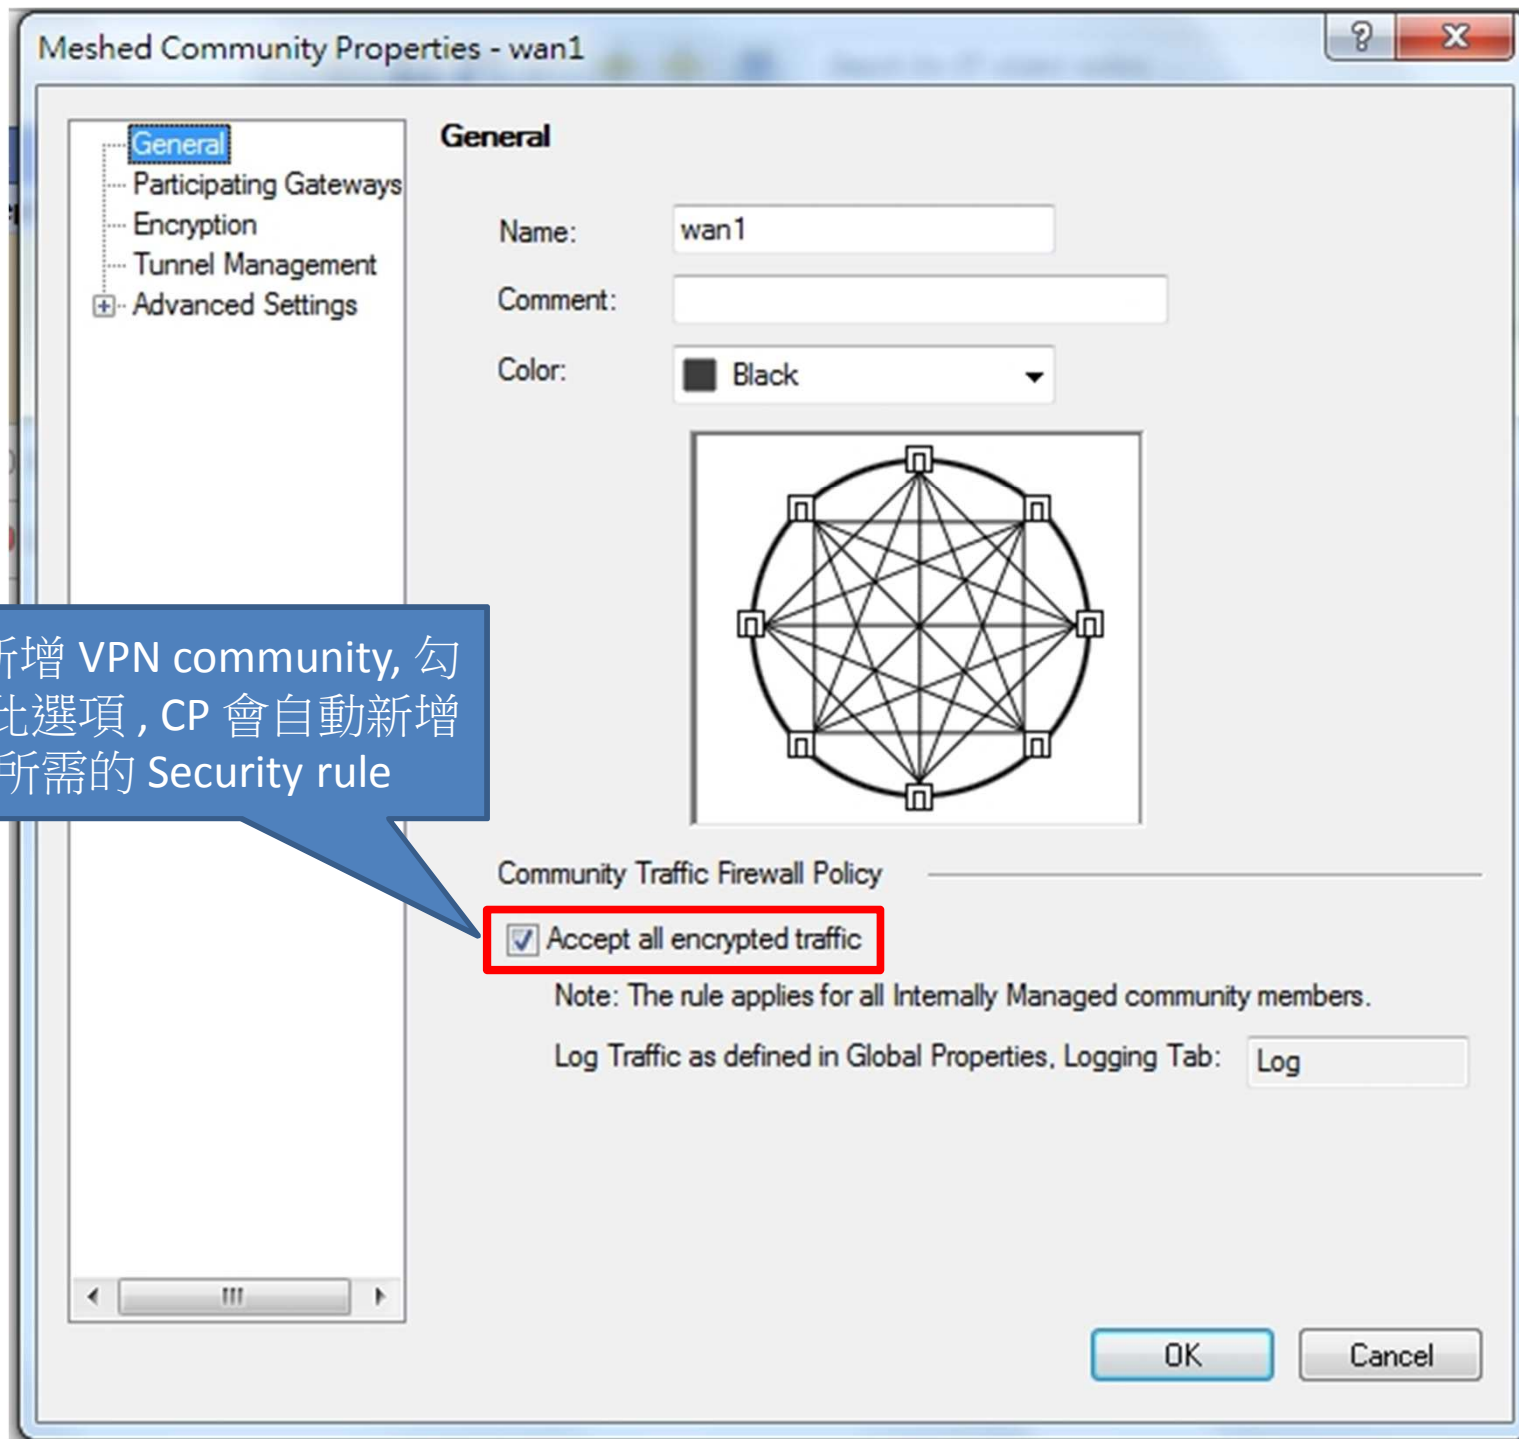 Meshed Community Properties - wan1
General
Participating Gateways
Encryption
Tunnel Management
Advanced Settings
General
Name:
wan1
Comment:
Color:
Black
新增 VPN community, 勾
此選項 , CP 會自動新增
所需的 Security rule
Community Traffic Firewall Policy
Accept all encrypted traffic
Note: The rule applies for all Internally Managed community members.
Log Traffic as defined in Global Properties, Logging Tab:
Log
OK
Cancel